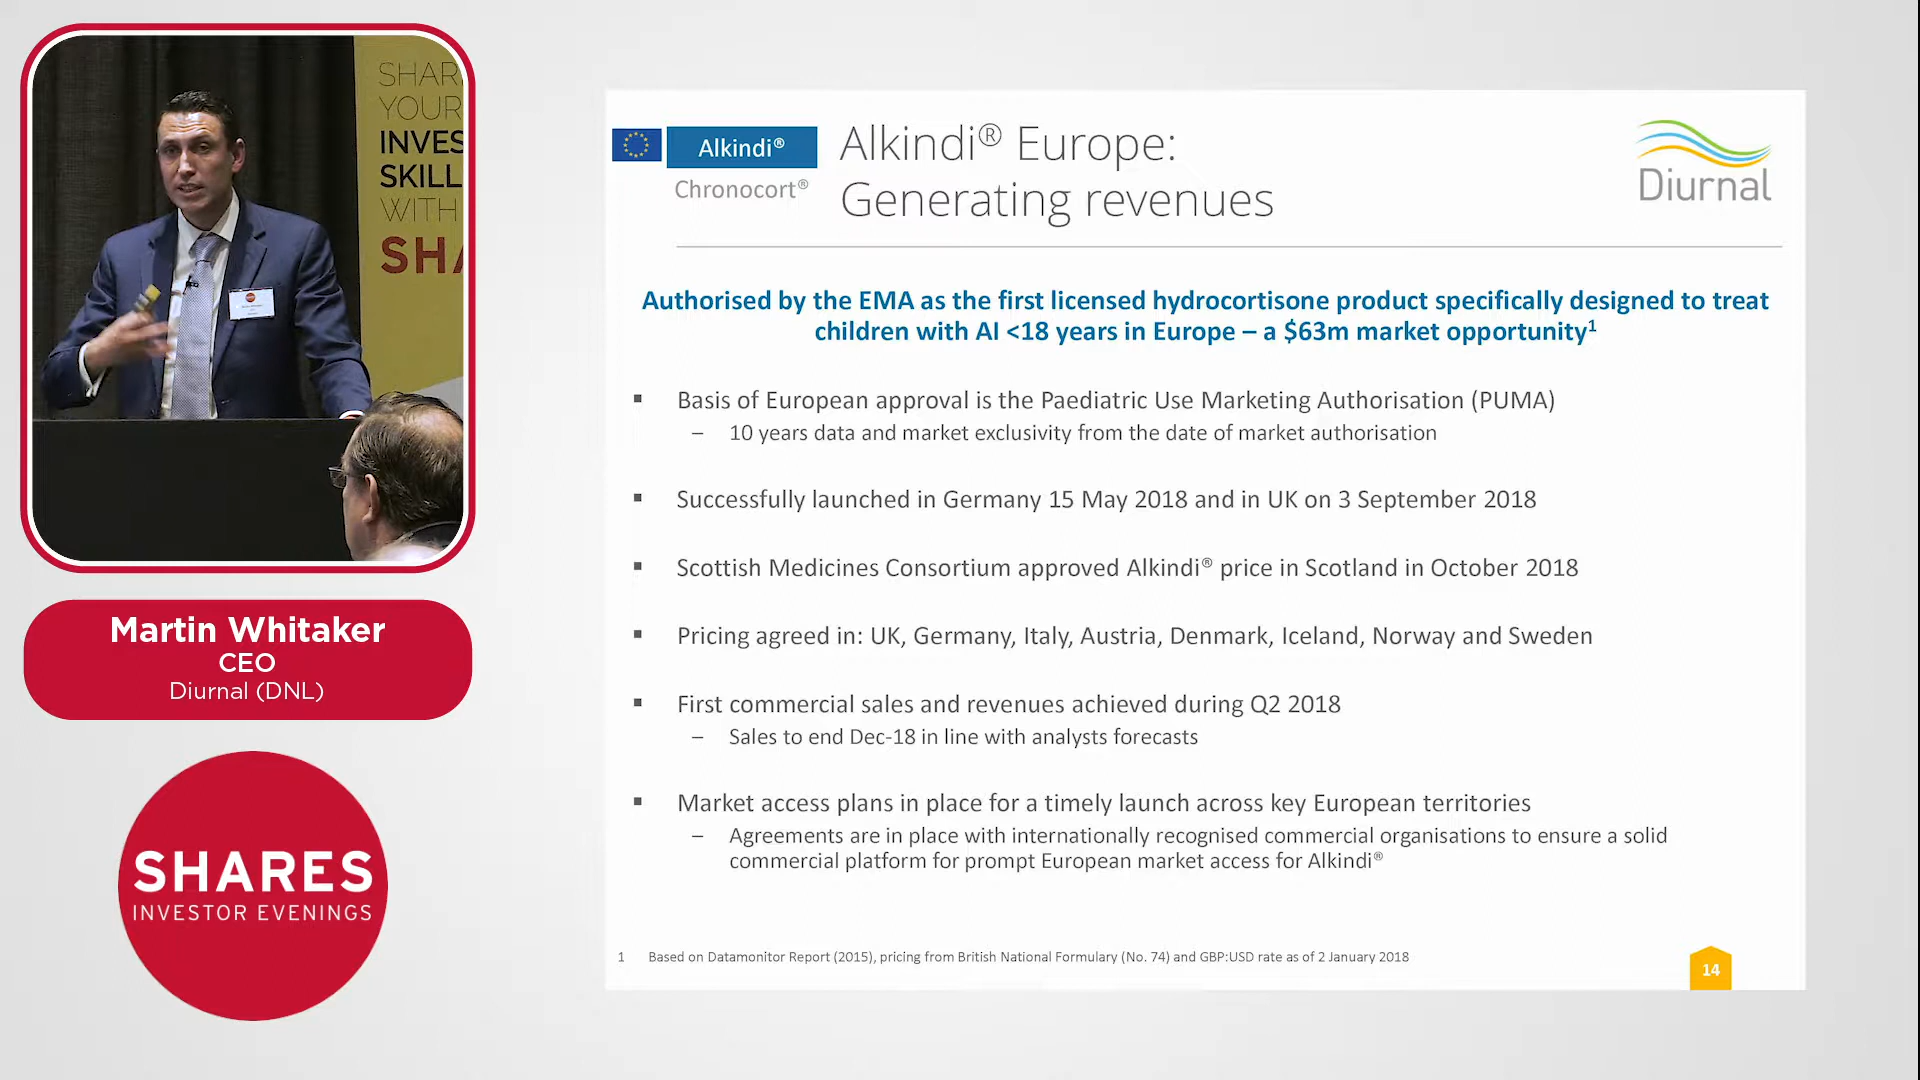 SHAR
YOUR
INVES
SKILL
WITH
SHA
Martin Whitaker
CEO
Diurnal (DNL)
SHARES
INVESTOR EVENINGS
Alkindi®
Chronocort®
Alkindi® Europe:
Generating revenues
Diurnal
Authorised by the EMA as the first licensed hydrocortisone product specifically designed to treat
children with AI <18 years in Europe – a $63m market opportunity1
▪ Basis of European approval is the Paediatric Use Marketing Authorisation (PUMA)
– 10 years data and market exclusivity from the date of market authorisation
▪ Successfully launched in Germany 15 May 2018 and in UK on 3 September 2018
▪ Scottish Medicines Consortium approved Alkindi® price in Scotland in October 2018
▪ Pricing agreed in: UK, Germany, Italy, Austria, Denmark, Iceland, Norway and Sweden
▪ First commercial sales and revenues achieved during Q2 2018
– Sales to end Dec-18 in line with analysts forecasts
▪ Market access plans in place for a timely launch across key European territories
– Agreements are in place with internationally recognised commercial organisations to ensure a solid
commercial platform for prompt European market access for Alkindi®
1 Based on Datamonitor Report (2015), pricing from British National Formulary (No. 74) and GBP:USD rate as of 2 January 2018
14